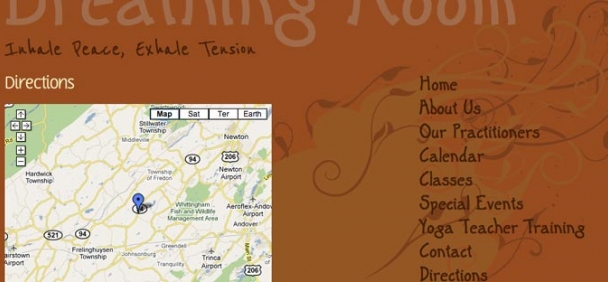 Breathing Room
Inhale Peace, Exhale Tension
Directions
Map Sat Ter Earth
Stillwater
Township
Middleville
Newton
94
206
Hardwick
Township
Township
of Fredon
Newton
Airport
Whittingham
Fish and Wildlife
Management Area
Aeroflex-Andov
Airport
Andover
521
94
Frelinghuysen
Township
Greendell
Johnsonburg
Tranquility
Trinca
Airport
airstown
Airport
206
Home
About Us
Our Practitioners
Calendar
Classes
Special Events
Yoga Teacher Training
Contact
Directions